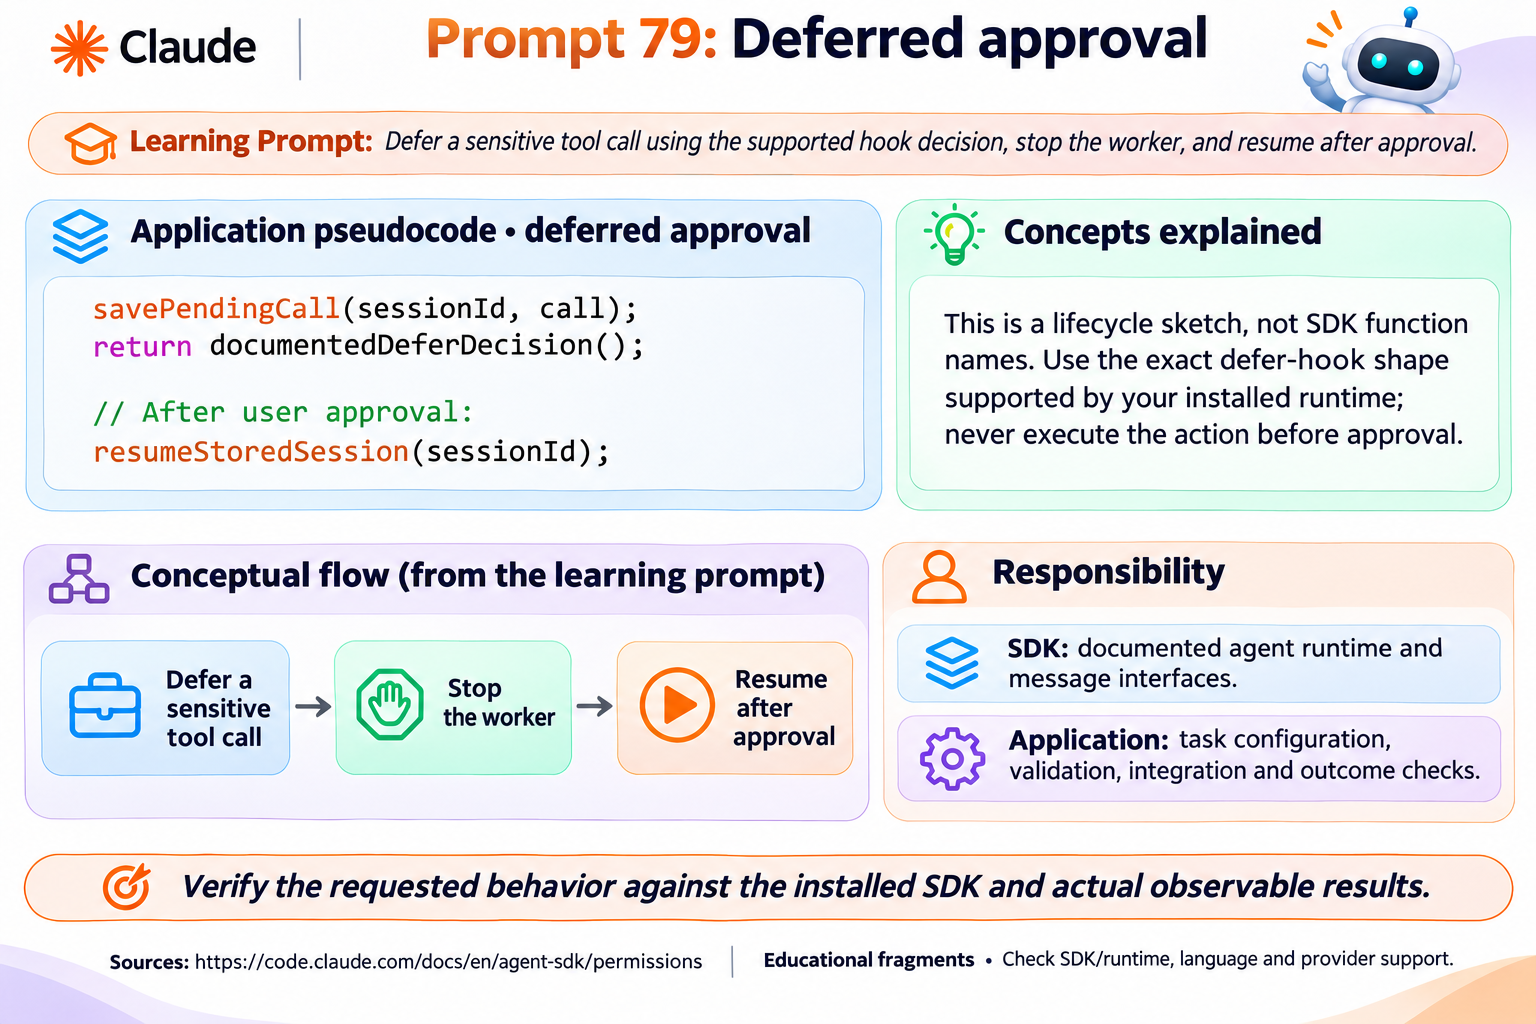 Claude
Prompt 79: Deferred approval
Learning Prompt: Defer a sensitive tool call using the supported hook decision, stop the worker, and resume after approval.
Application pseudocode • deferred approval
savePendingCall(sessionId, call);
return documentedDeferDecision();
// After user approval:
resumeStoredSession(sessionId);
Concepts explained
This is a lifecycle sketch, not SDK function
names. Use the exact defer-hook shape
supported by your installed runtime;
never execute the action before approval.
Conceptual flow (from the learning prompt)
Defer a
sensitive
tool call
Stop
the worker
Resume
after
approval
Responsibility
SDK: documented agent runtime and
message interfaces.
Application: task configuration,
validation, integration and outcome checks.
Verify the requested behavior against the installed SDK and actual observable results.
Sources: https://code.claude.com/docs/en/agent-sdk/permissions
Educational fragments • Check SDK/runtime, language and provider support.